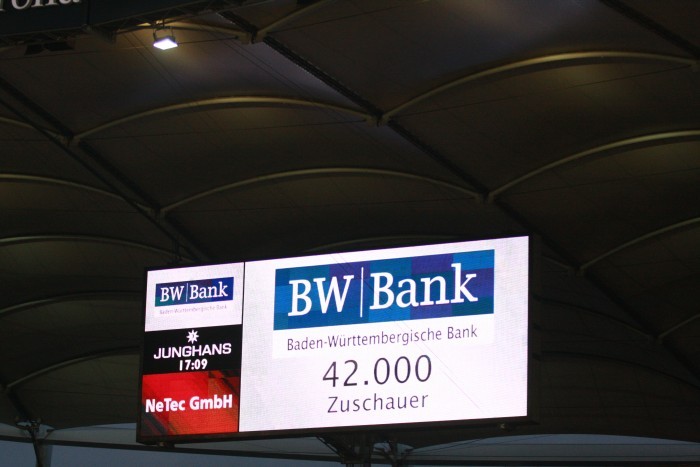 BW Bank
Baden-Württembergische Bank
JUNGHANS
17:09
NeTec GmbH
BW Bank
Baden-Württembergische Bank
42.000
Zuschauer